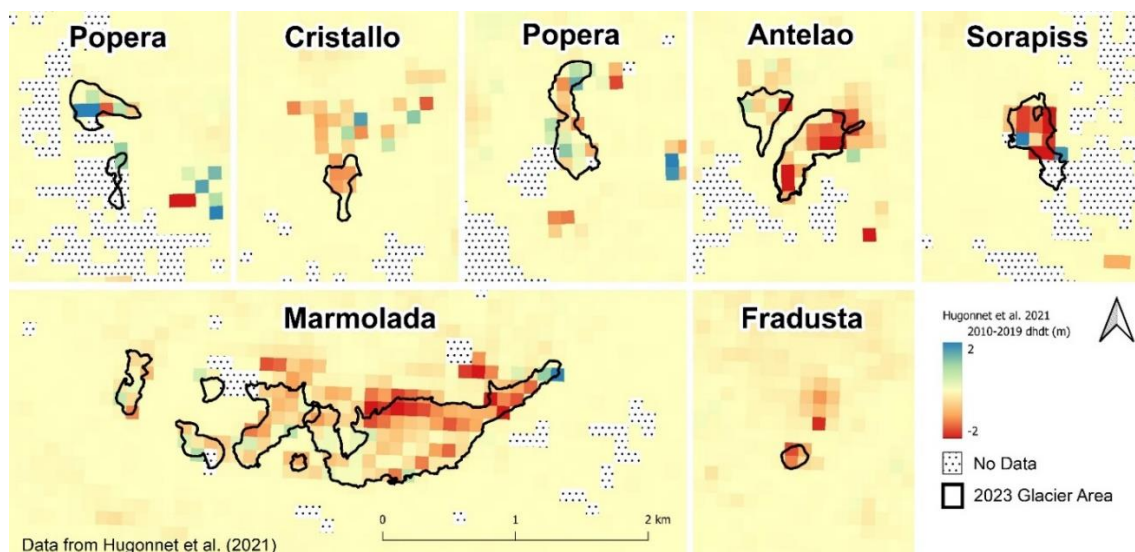 Popera
Cristallo
Popera
Antelao
Sorapiss
Marmolada
Fradusta
Hugonnet et al. 2021
2010-2019 dhdt (m)
2
-2
No Data
2023 Glacier Area
0 1 2 km
Data from Hugonnet et al. (2021)